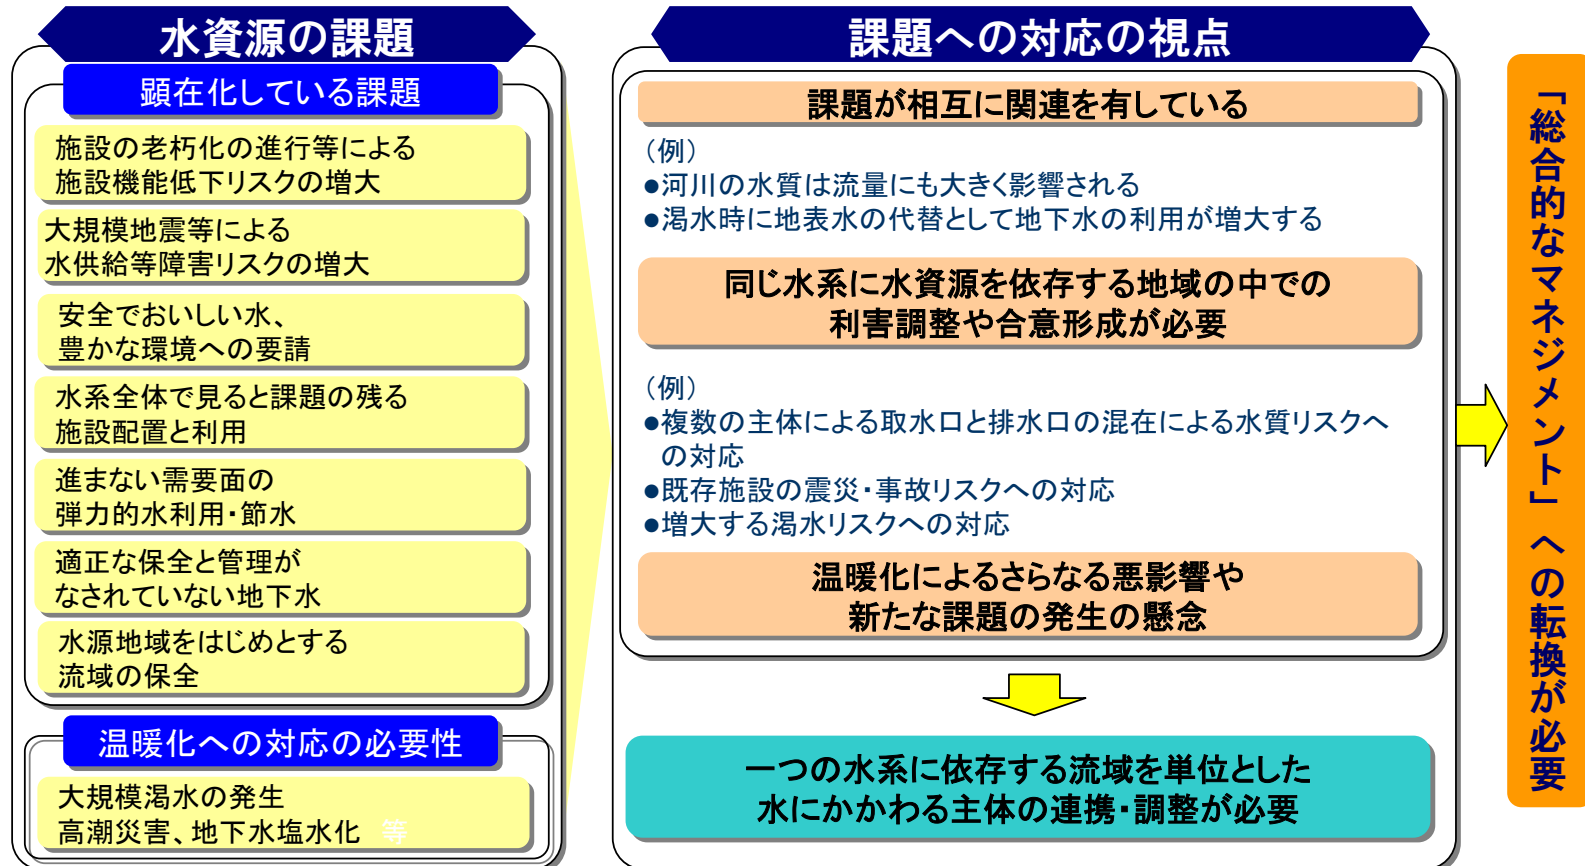 水資源の課題
顕在化している課題
施設の老朽化の進行等による
施設機能低下リスクの増大
大規模地震等による
水供給等障害リスクの増大
安全でおいしい水、
豊かな環境への要請
水系全体で見ると課題の残る
施設配置と利用
進まない需要面の
弾力的水利用・節水
適正な保全と管理が
なされていない地下水
水源地域をはじめとする
流域の保全
温暖化への対応の必要性
大規模渇水の発生
高潮災害、地下水塩水化 等
課題への対応の視点
課題が相互に関連を有している
（例）
●河川の水質は流量にも大きく影響される
●渇水時に地表水の代替として地下水の利用が増大する
同じ水系に水資源を依存する地域の中での
利害調整や合意形成が必要
（例）
●複数の主体による取水口と排水口の混在による水質リスクへ
の対応
●既存施設の震災・事故リスクへの対応
●増大する渇水リスクへの対応
温暖化によるさらなる悪影響や
新たな課題の発生の懸念
一つの水系に依存する流域を単位とした
水にかかわる主体の連携・調整が必要
「総合的なマネジメント」への転換が必要